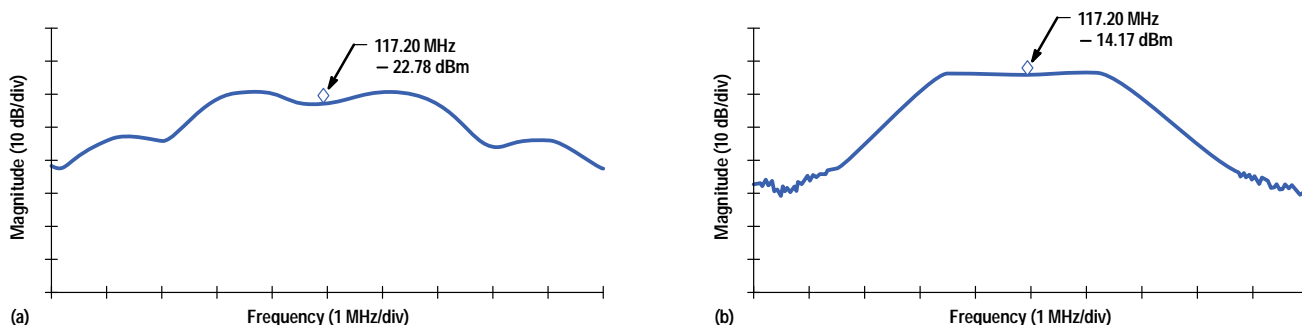 117.20 MHz
– 22.78 dBm
Magnitude (10 dB/div)
(a)
Frequency (1 MHz/div)
117.20 MHz
– 14.17 dBm
Magnitude (10 dB/div)
(b)
Frequency (1 MHz/div)